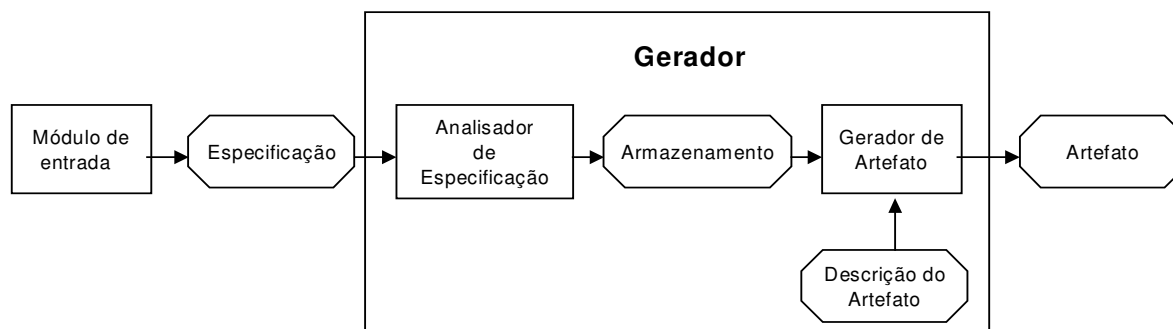 Gerador
Módulo de
entrada
Especificação
Analisador
de
Especificação
Armazenamento
Gerador de
Artefato
Artefato
Descrição do
Artefato